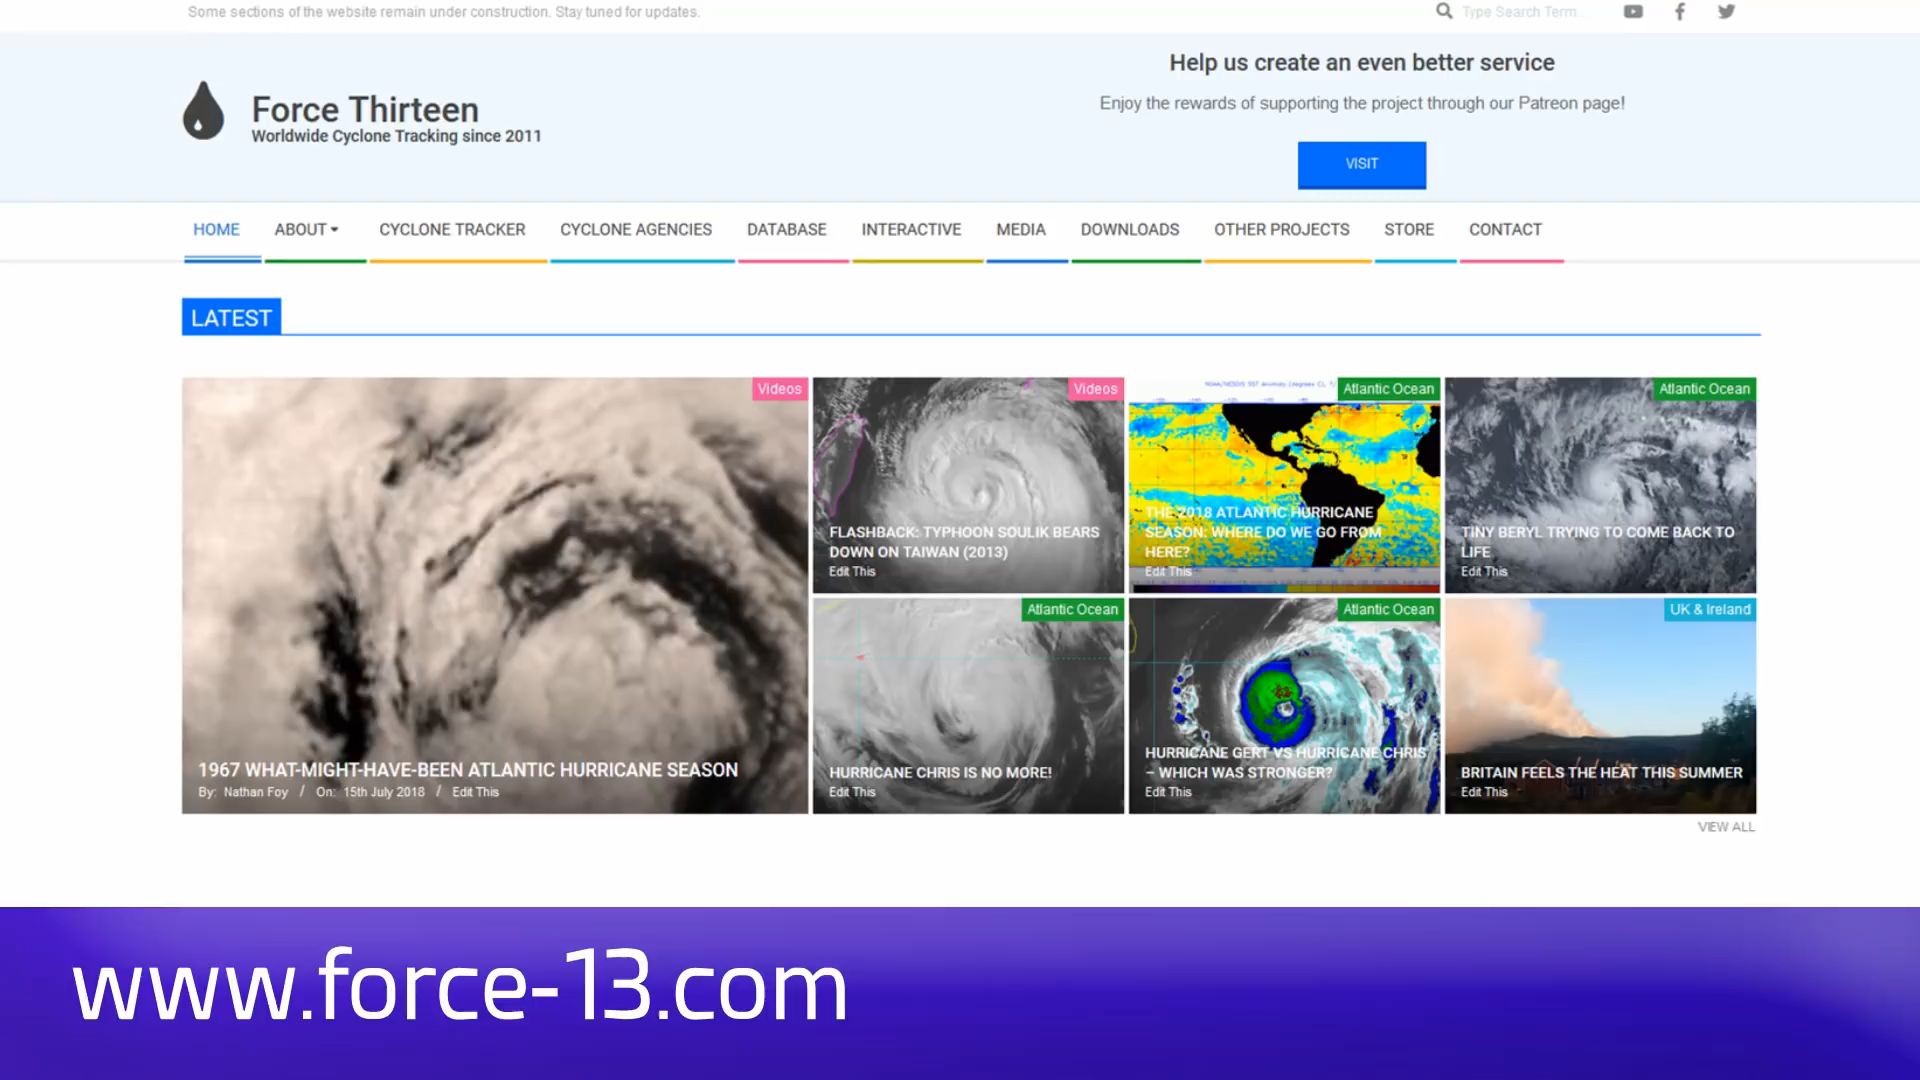 Some sections of the website remain under construction. Stay tuned for updates.
Type Search Term...
Help us create an even better service
Enjoy the rewards of supporting the project through our Patreon page!
VISIT
Force Thirteen
Worldwide Cyclone Tracking since 2011
HOME ABOUT CYCLONE TRACKER CYCLONE AGENCIES DATABASE INTERACTIVE MEDIA DOWNLOADS OTHER PROJECTS STORE CONTACT
LATEST
Videos
1967 WHAT-MIGHT-HAVE-BEEN ATLANTIC HURRICANE SEASON
By: Nathan Foy / On: 15th July 2018 / Edit This
Videos
FLASHBACK: TYPHOON SOULIK BEARS
DOWN ON TAIWAN (2013)
Edit This
NOAA/NESDIS SST Anomaly (degrees C),
Atlantic Ocean
THE 2018 ATLANTIC HURRICANE
SEASON: WHERE DO WE GO FROM
HERE?
Edit This
Atlantic Ocean
TINY BERYL TRYING TO COME BACK TO
LIFE
Edit This
Atlantic Ocean
HURRICANE CHRIS IS NO MORE!
Edit This
Atlantic Ocean
HURRICANE GERT VS HURRICANE CHRIS
– WHICH WAS STRONGER?
Edit This
UK & Ireland
BRITAIN FEELS THE HEAT THIS SUMMER
Edit This
VIEW ALL
www.force-13.com